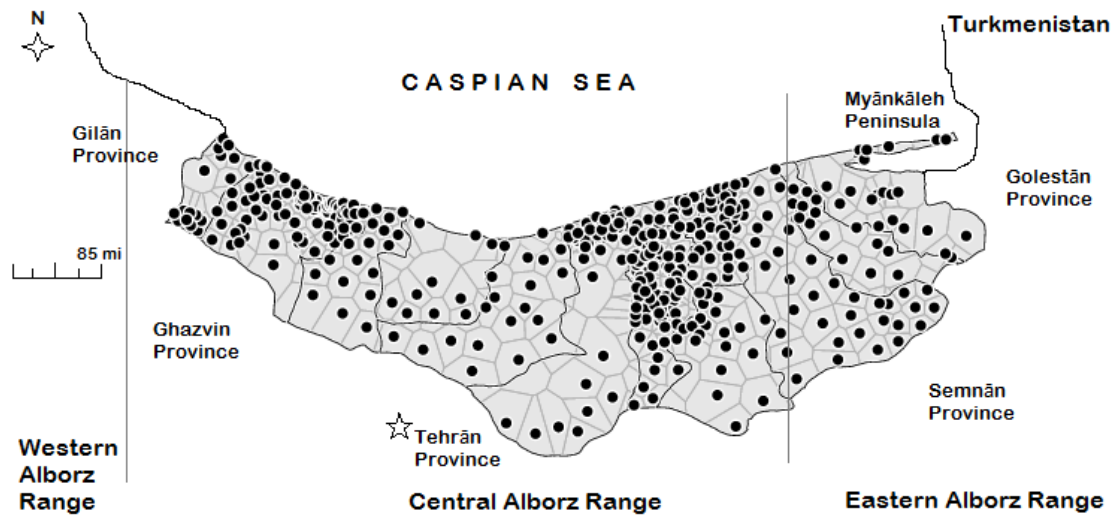 N
Turkmenistan
CASPIAN SEA
Myānkāleh
Peninsula
Gilān
Province
Golestān
Province
85 mi
Ghazvin
Province
Semnān
Province
Tehrān
Province
Western
Alborz
Range
Central Alborz Range
Eastern Alborz Range